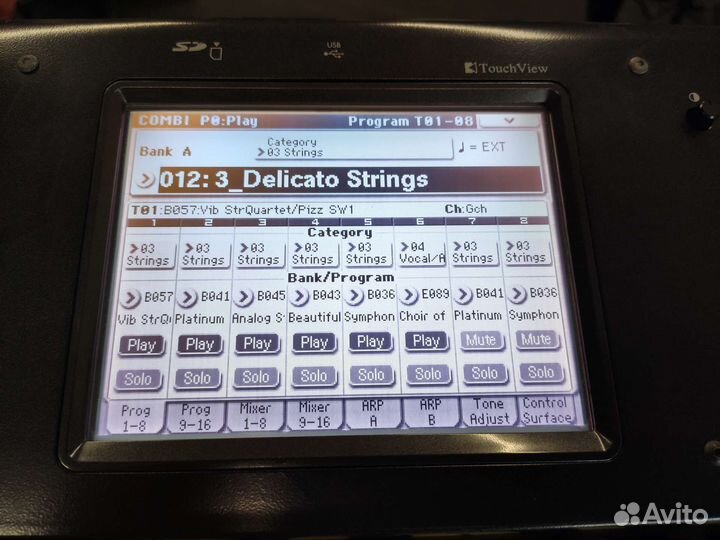 SD
USB
TouchView
COMBI P0:Play Program T01-08
Category
Bank A >03 Strings ♩= EXT
012: 3_Delicato Strings
T01:B057:Vib StrQuartet/Pizz SW1 Ch:Gch
1 2 3 4 5 6 7 8
Category
>03 >03 >03 >03 >03 >04 >03 >03
Strings Strings Strings Strings Strings Vocal/A Strings Strings
Bank/Program
B057 B041 B045 B043 B036 E089 B041 B036
Vib StrQu Platinum Analog S Beautiful Symphon Choir of Platinum Symphon
Play Play Play Play Play Play Mute Mute
Solo Solo Solo Solo Solo Solo Solo Solo
Prog Prog Mixer Mixer ARP ARP Tone Control
1-8 9-16 1-8 9-16 A B Adjust Surface
Avito